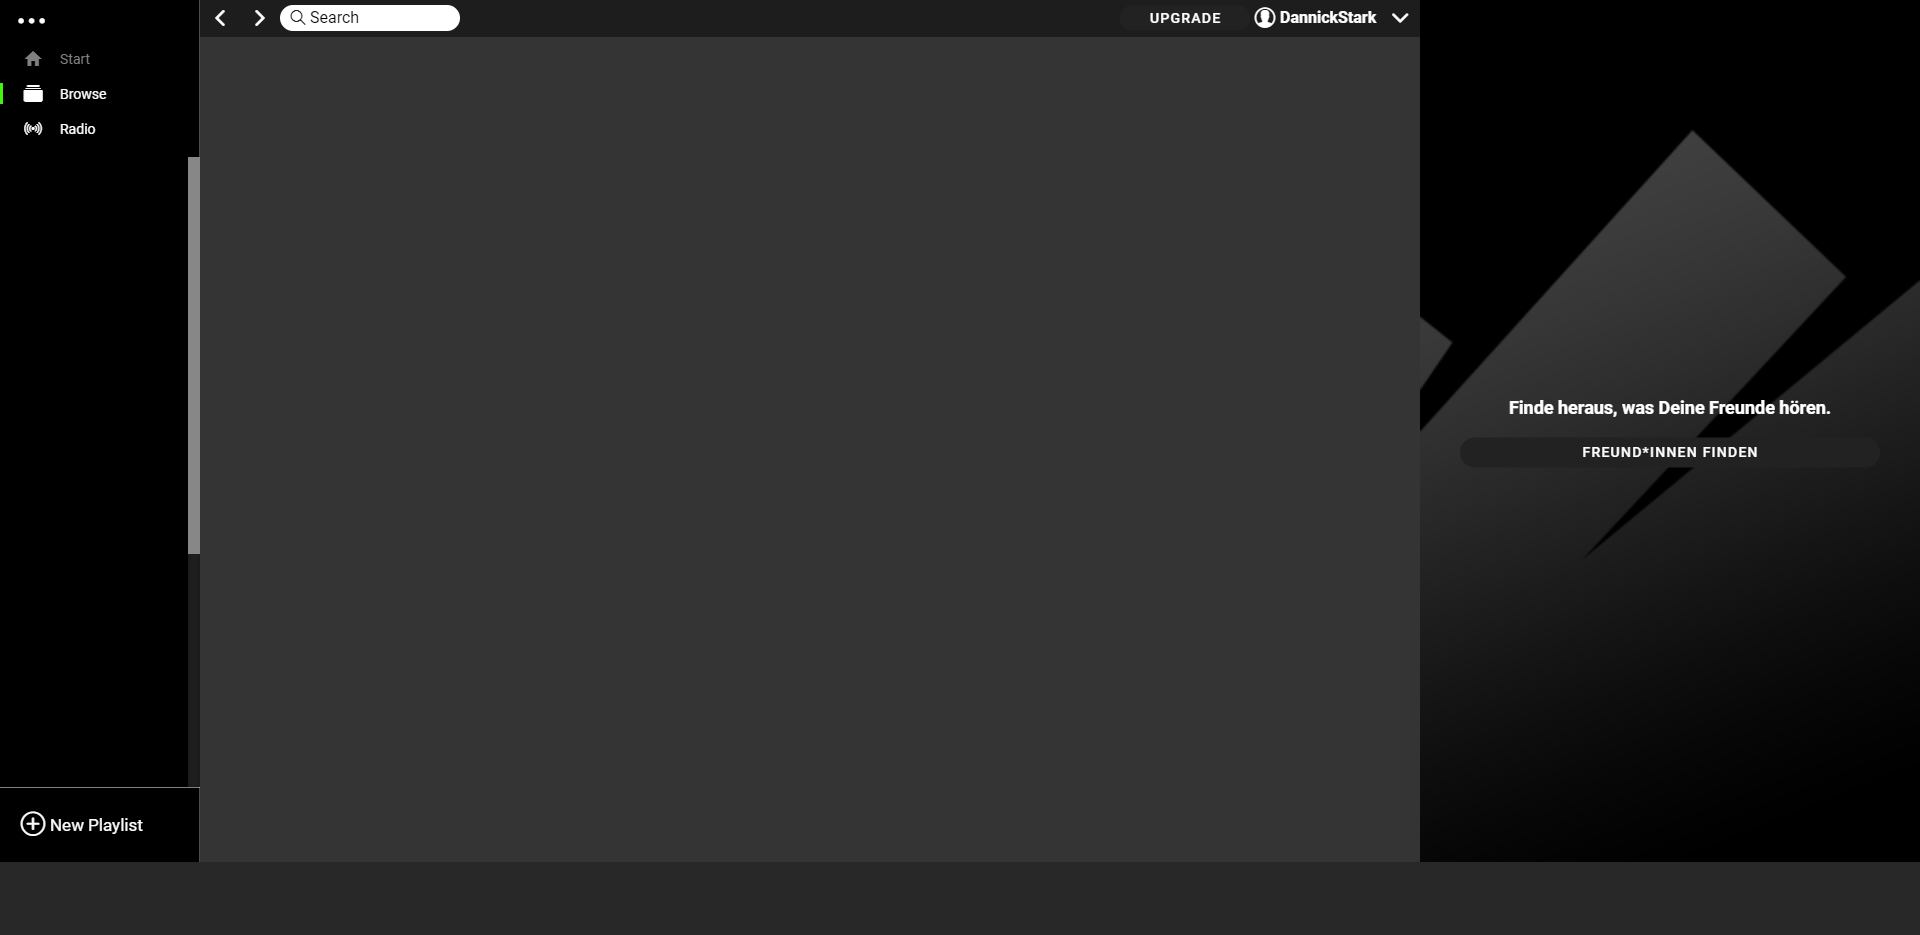 Start
Browse
Radio
New Playlist
Search
UPGRADE
DannickStark
Finde heraus, was Deine Freunde hören.
FREUND*INNEN FINDEN